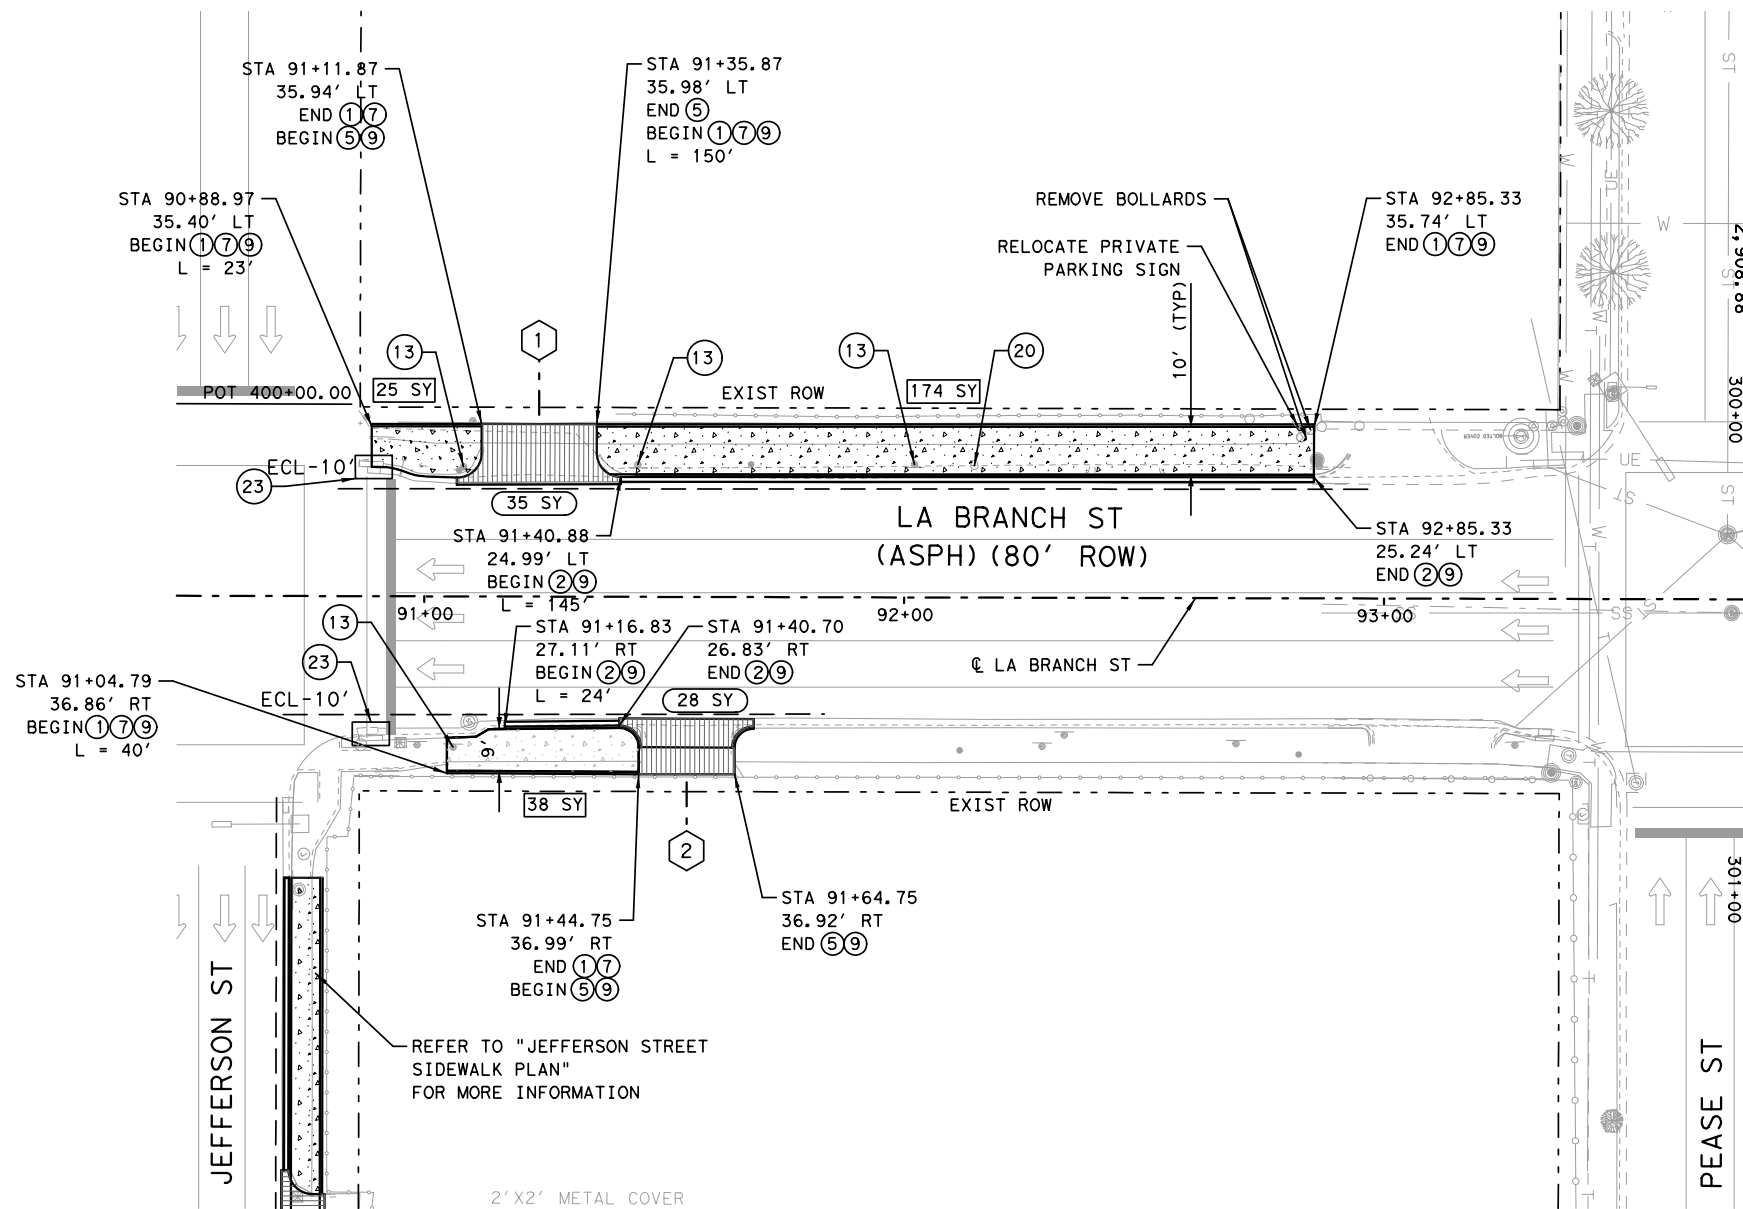 STA 91+11.87
35.94' LT
END 1 7
BEGIN 5 9
STA 91+35.87
35.98' LT
END 5
BEGIN 1 7 9
L = 150'
STA 90+88.97
35.40' LT
BEGIN 1 7 9
L = 23'
REMOVE BOLLARDS
RELOCATE PRIVATE
PARKING SIGN
STA 92+85.33
35.74' LT
END 1 7 9
10' (TYP)
13
1
13
13
20
POT 400+00.00
25 SY
EXIST ROW
174 SY
BOLTED COVER
300+00
ECL-10'
23
35 SY
STA 91+40.88
24.99' LT
BEGIN 2 9
L = 145'
LA BRANCH ST
(ASPH) (80' ROW)
STA 92+85.33
25.24' LT
END 2 9
91+00
92+00
93+00
13
STA 91+16.83
27.11' RT
BEGIN 2 9
L = 24'
STA 91+40.70
26.83' RT
END 2 9
℄ LA BRANCH ST
23
ECL-10'
28 SY
STA 91+04.79
36.86' RT
BEGIN 1 7 9
L = 40'
9'
38 SY
EXIST ROW
2
STA 91+44.75
36.99' RT
END 1 7
BEGIN 5 9
STA 91+64.75
36.92' RT
END 5 9
301+00
JEFFERSON ST
REFER TO "JEFFERSON STREET
SIDEWALK PLAN"
FOR MORE INFORMATION
PEASE ST
2'X2' METAL COVER
W
UE
ST
ST
W
UE
ST
ST
SS